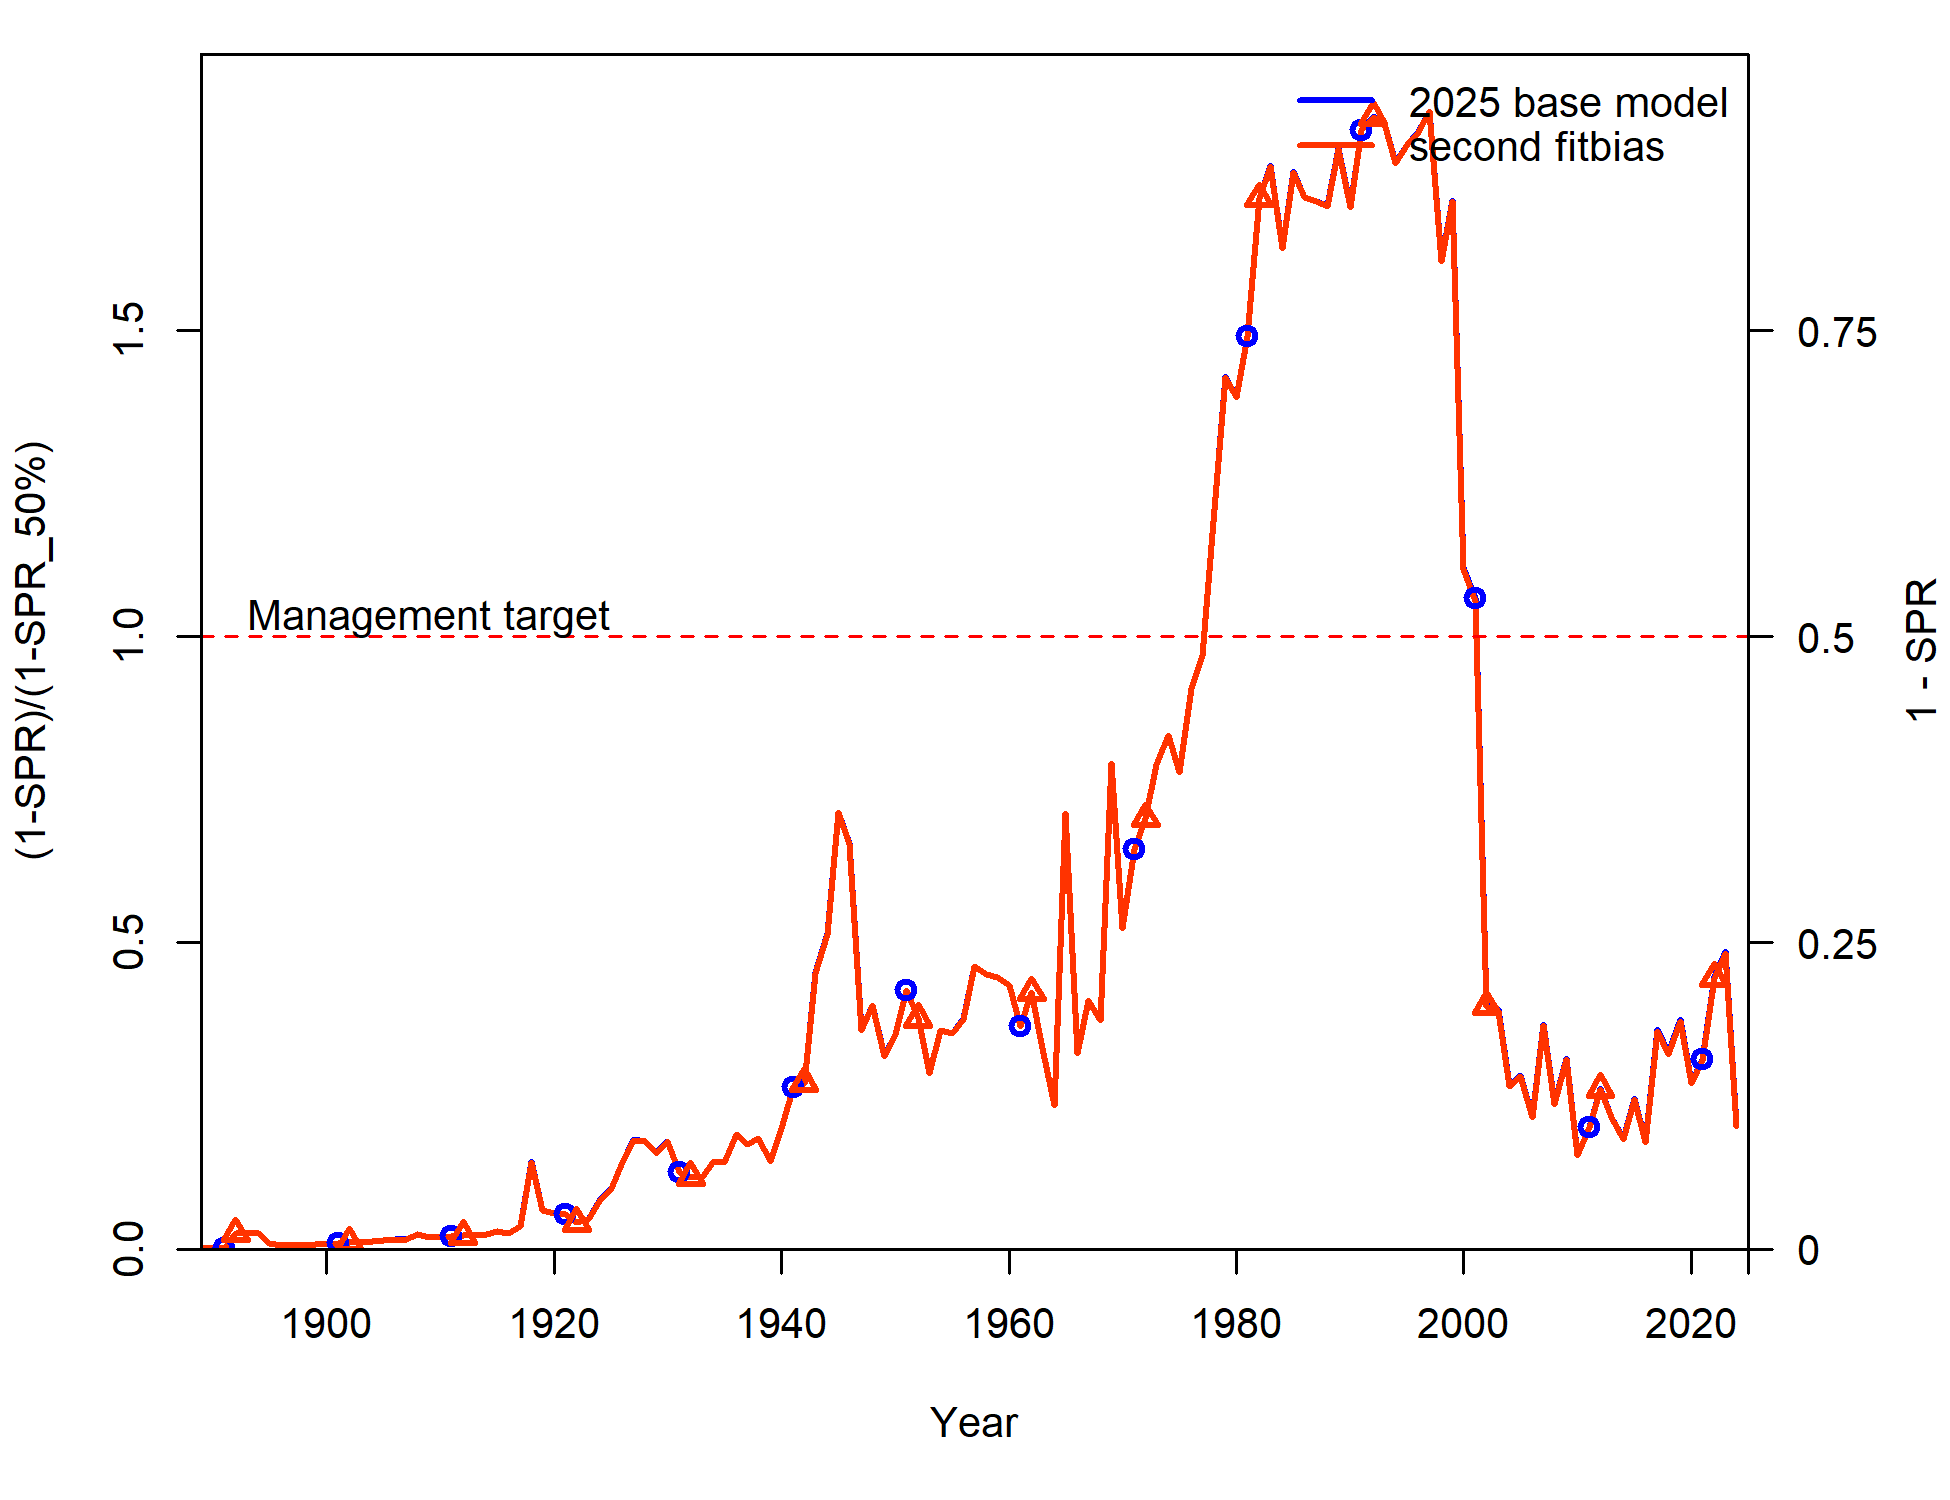 2025 base model
second fitbias
Management target
(1-SPR)/(1-SPR_50%)
0.0
0.5
1.0
1.5
1 - SPR
0
0.25
0.5
0.75
1900
1920
1940
1960
1980
2000
2020
Year